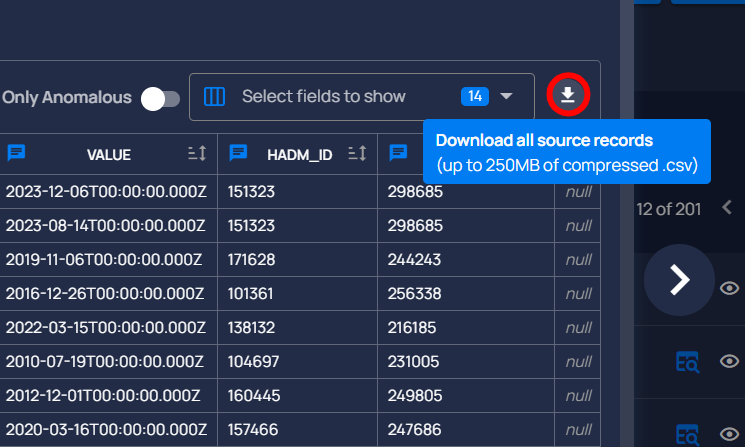 Only Anomalous Select fields to show 14
Download all source records
(up to 250MB of compressed .csv)
VALUE HADM_ID
2023-12-06T00:00:00.000Z 151323 298685 null
12 of 201
2023-08-14T00:00:00.000Z 151323 298685 null
2019-11-06T00:00:00.000Z 171628 244243 null
2016-12-26T00:00:00.000Z 101361 256338 null
2022-03-15T00:00:00.000Z 138132 216185 null
2010-07-19T00:00:00.000Z 104697 231005 null
2012-12-01T00:00:00.000Z 160445 249805 null
2020-03-16T00:00:00.000Z 157466 247686 null